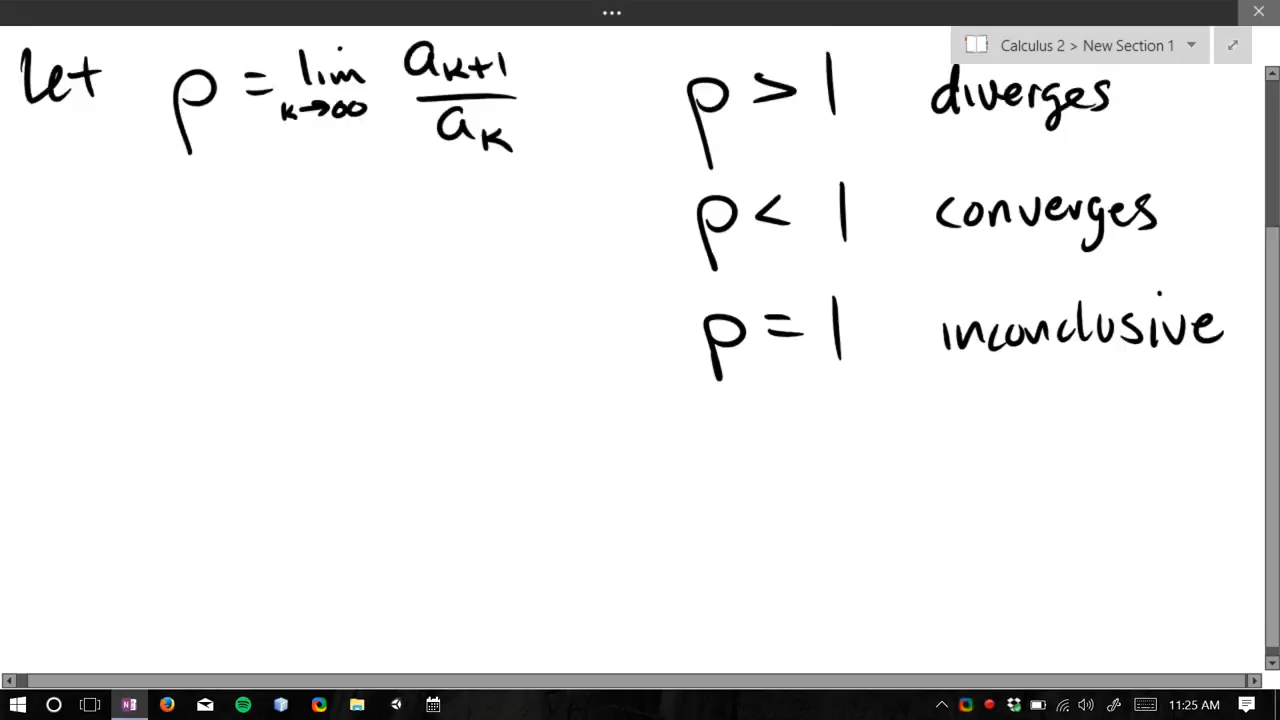 ...
Calculus 2 > New Section 1
Let ρ = lim k→∞ a_{k+1} / a_k
ρ > 1 diverges
ρ < 1 converges
ρ = 1 inconclusive
11:25 AM